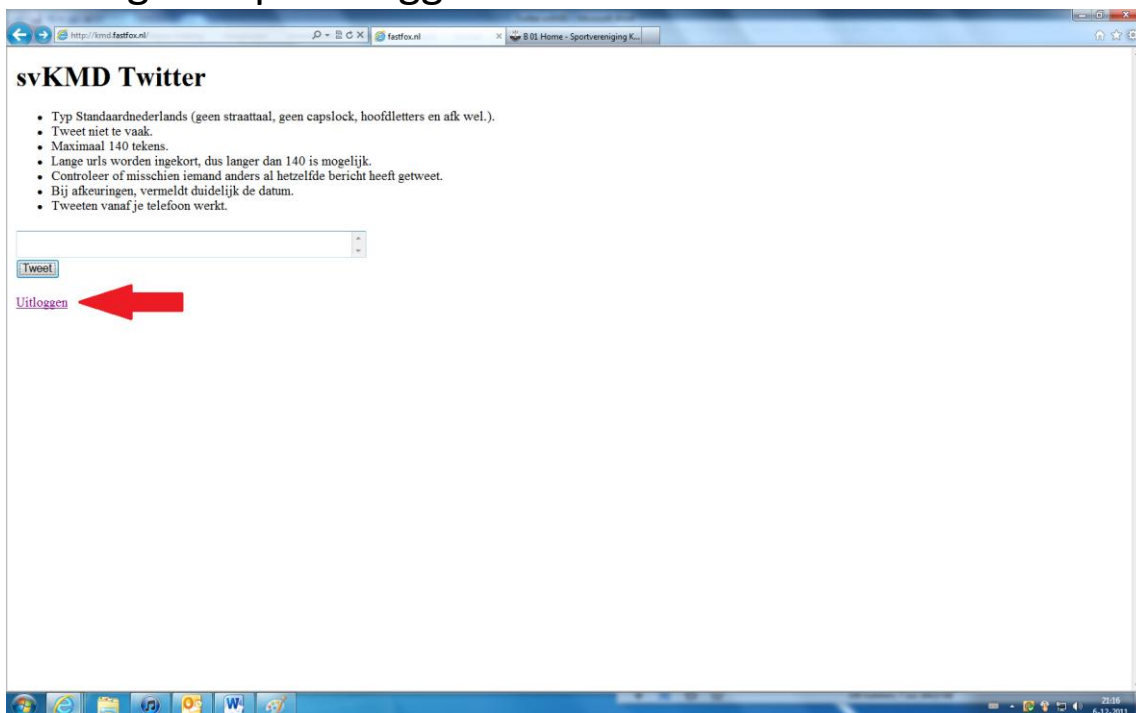 http://kmd.fastfox.nl/
fastfox.nl
B 01 Home - Sportvereniging K...
svKMD Twitter
• Typ Standaardnederlands (geen straattaal, geen capslock, hoofdletters en afk wel.).
• Tweet niet te vaak.
• Maximaal 140 tekens.
• Lange urls worden ingekort, dus langer dan 140 is mogelijk.
• Controleer of misschien iemand anders al hetzelfde bericht heeft getweet.
• Bij afkeuringen, vermeldt duidelijk de datum.
• Tweeten vanaf je telefoon werkt.
Tweet
Uitloggen
21:16
6-12-2011